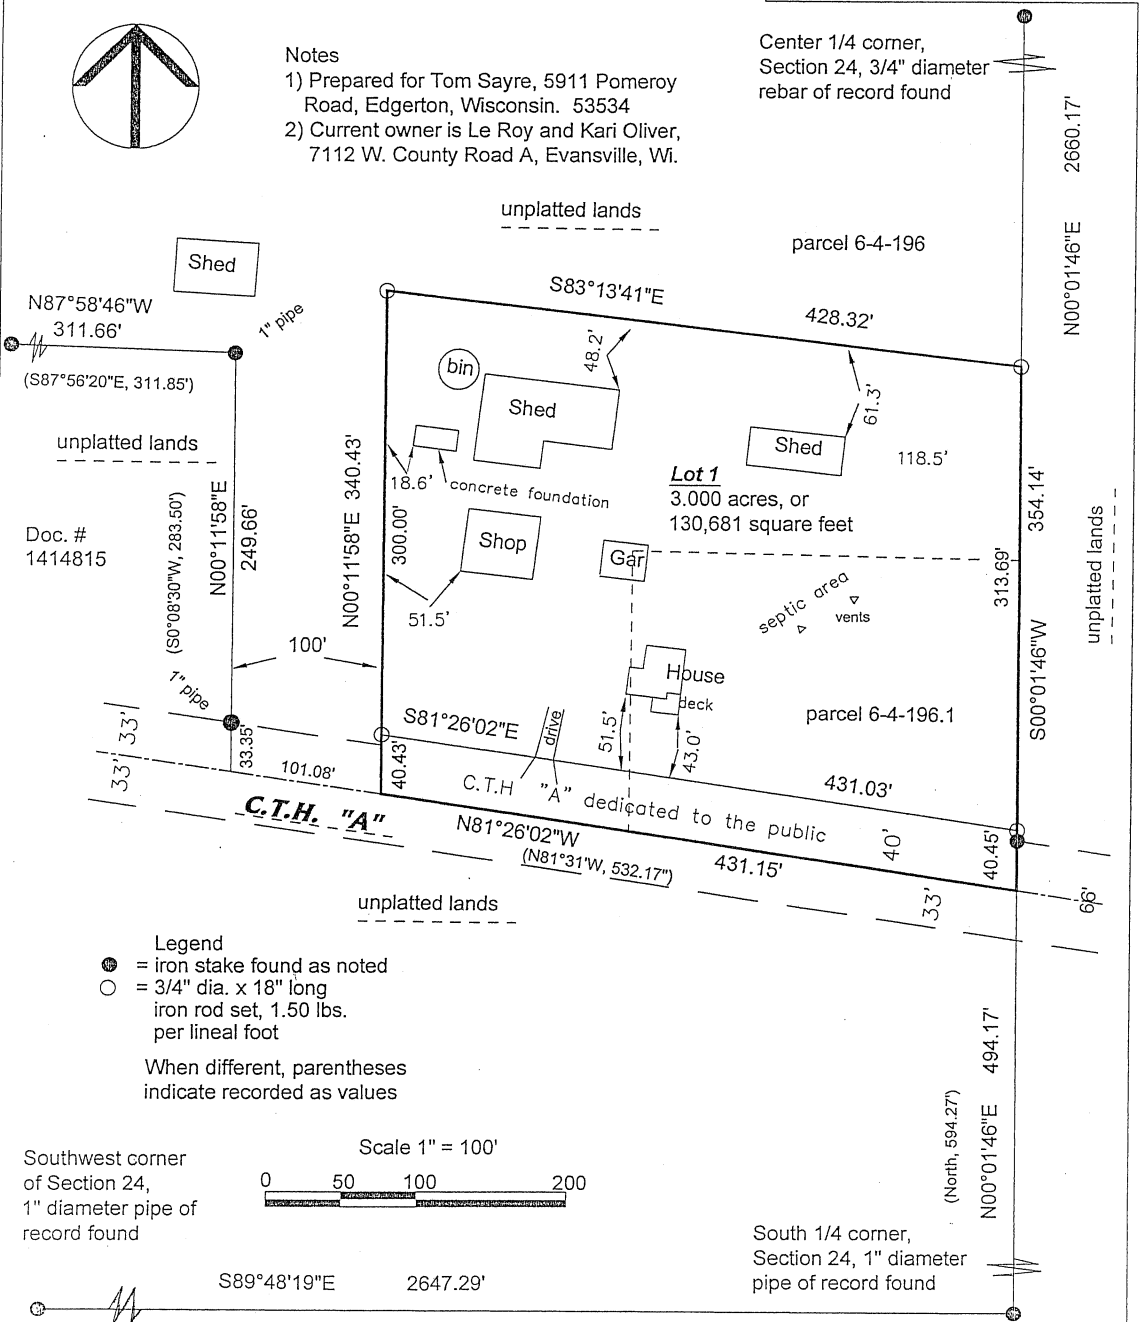 Notes
1) Prepared for Tom Sayre, 5911 Pomeroy
Road, Edgerton, Wisconsin. 53534
2) Current owner is Le Roy and Kari Oliver,
7112 W. County Road A, Evansville, Wi.
Center 1/4 corner,
Section 24, 3/4" diameter
rebar of record found
N00°01'46"E 2660.17'
unplatted lands
parcel 6-4-196
Shed
N87°58'46"W
311.66'
1" pipe
(S87°56'20"E, 311.85')
unplatted lands
S83°13'41"E
428.32'
48.2'
bin
Shed
61.3'
Shed
118.5'
18.6'
concrete foundation
Lot 1
3.000 acres, or
130,681 square feet
N00°11'58"E 340.43'
300.00'
354.14'
313.69'
S00°01'46"W
unplatted lands
Doc. #
1414815
(S0°08'30"W, 283.50')
N00°11'58"E
249.66'
Shop
Gar
51.5'
septic area
vents
100'
1" pipe
House
deck
parcel 6-4-196.1
S81°26'02"E
drive
51.5'
43.0'
431.03'
33'
33'
33.35'
101.08'
40.43'
C.T.H "A" dedicated to the public
40'
40.45'
C.T.H. "A"
N81°26'02"W
431.15'
(N81°31'W, 532.17")
33'
66'
unplatted lands
Legend
= iron stake found as noted
= 3/4" dia. x 18" long
iron rod set, 1.50 lbs.
per lineal foot
When different, parentheses
indicate recorded as values
N00°01'46"E 494.17'
(North, 594.27')
Scale 1" = 100'
0 50 100 200
Southwest corner
of Section 24,
1" diameter pipe of
record found
South 1/4 corner,
Section 24, 1" diameter
pipe of record found
S89°48'19"E 2647.29'